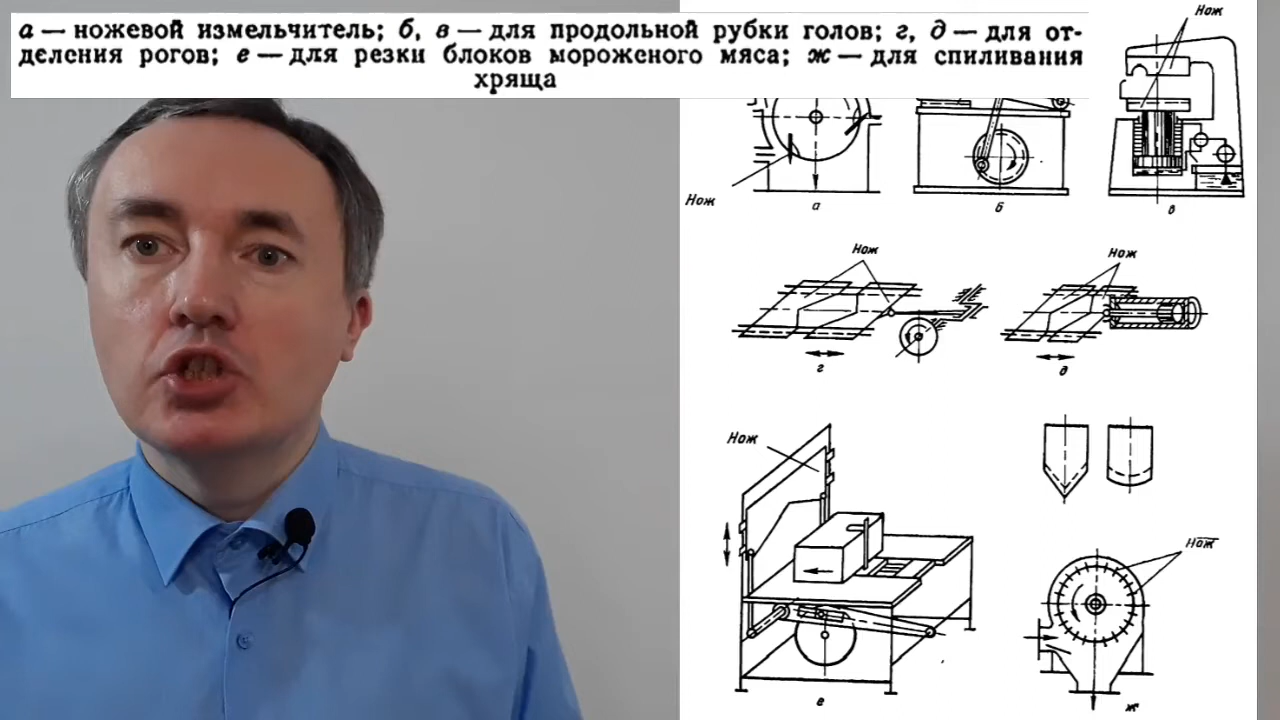 а — ножевой измельчитель; б, в — для продольной рубки голов; г, д — для от-
деления рогов; е — для резки блоков мороженого мяса; ж — для спиливания
хряща
Нож
Нож
а
б
в
Нож
Нож
г
д
Нож
Нож
е
ж